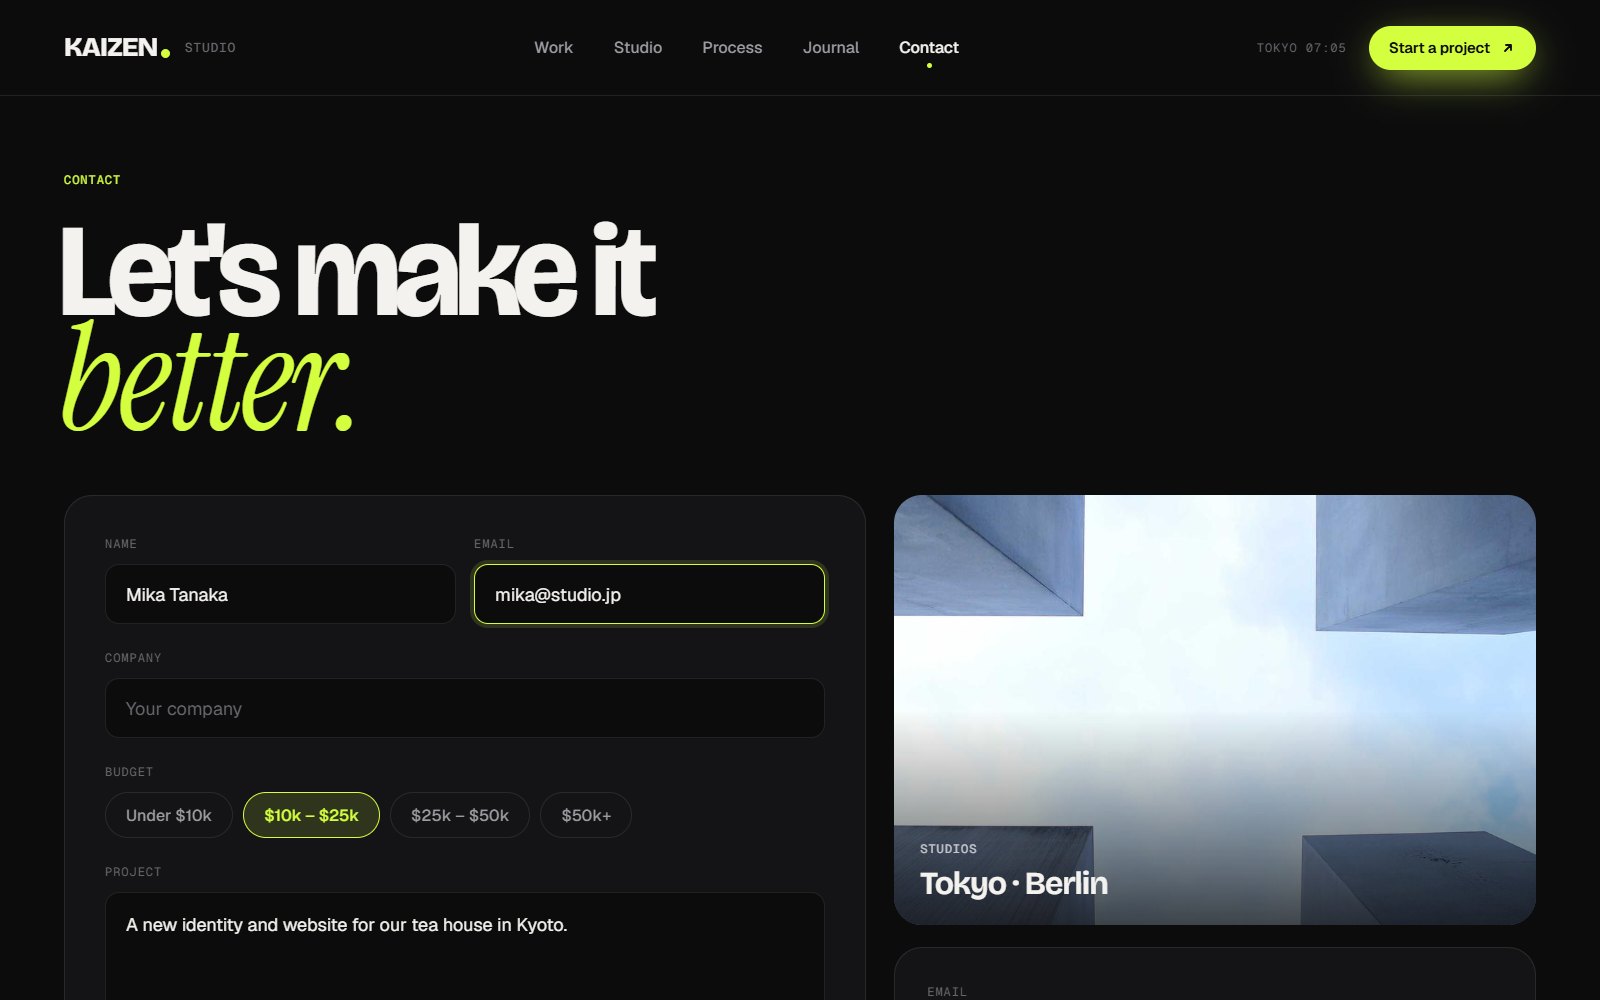 KAIZEN. STUDIO
Work
Studio
Process
Journal
Contact
TOKYO 07:05
Start a project
CONTACT
Let's make it
better.
NAME
Mika Tanaka
EMAIL
mika@studio.jp
COMPANY
Your company
BUDGET
Under $10k
$10k – $25k
$25k – $50k
$50k+
PROJECT
A new identity and website for our tea house in Kyoto.
STUDIOS
Tokyo · Berlin
EMAIL